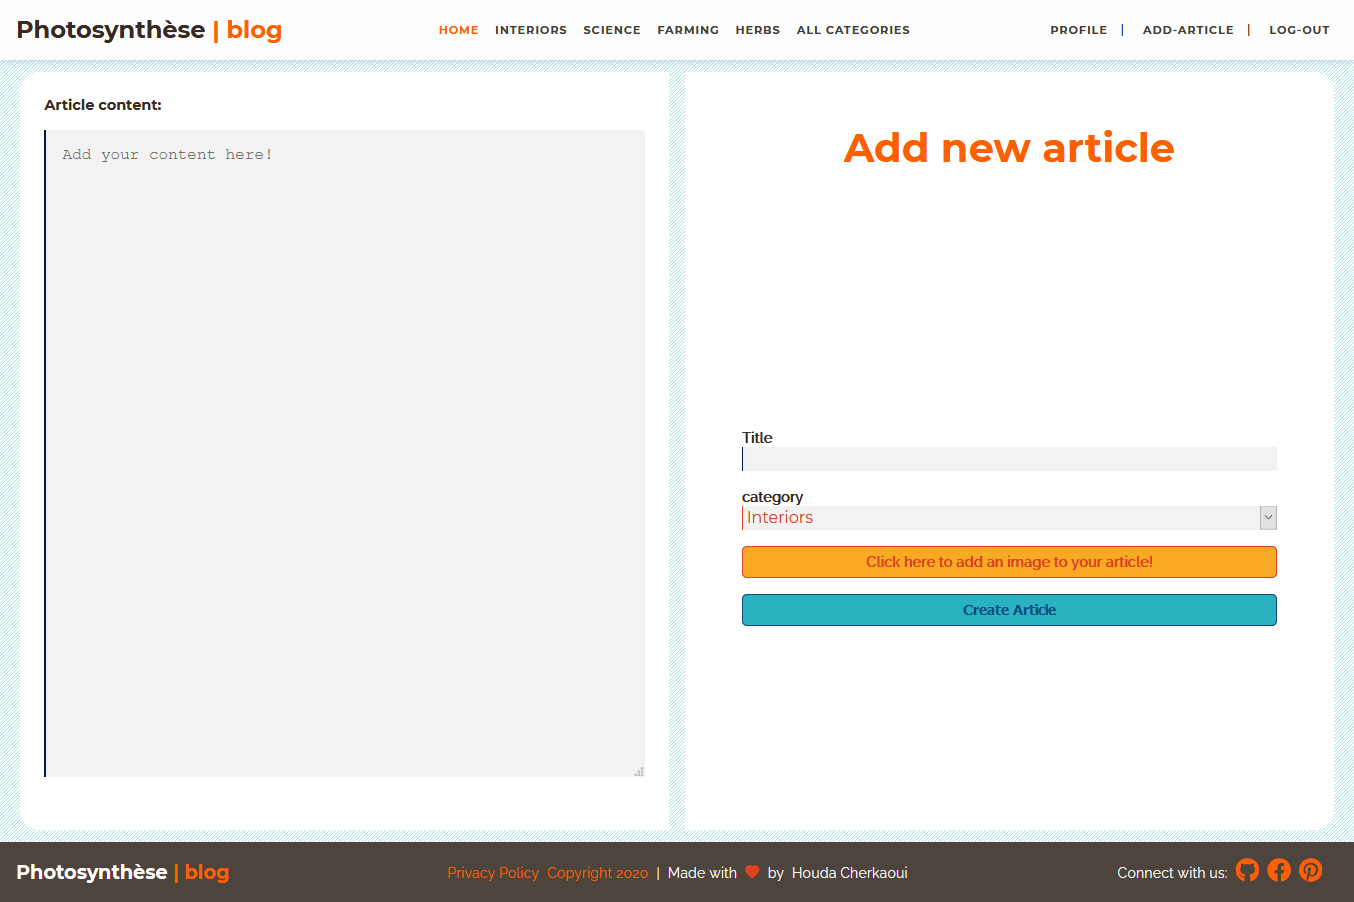 Photosynthèse | blog
HOME INTERIORS SCIENCE FARMING HERBS ALL CATEGORIES
PROFILE | ADD-ARTICLE | LOG-OUT
Article content:
Add your content here!
Add new article
Title
category
Interiors
Click here to add an image to your article!
Create Article
Photosynthèse | blog
Privacy Policy Copyright 2020 | Made with by Houda Cherkaoui
Connect with us: